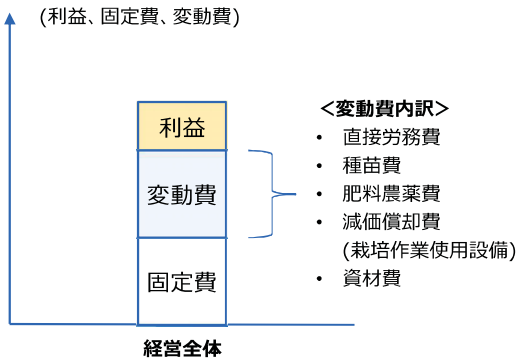 (利益、固定費、変動費)
＜変動費内訳＞
• 直接労務費
• 種苗費
• 肥料農薬費
• 減価償却費
(栽培作業使用設備)
• 資材費
利益
変動費
固定費
経営全体